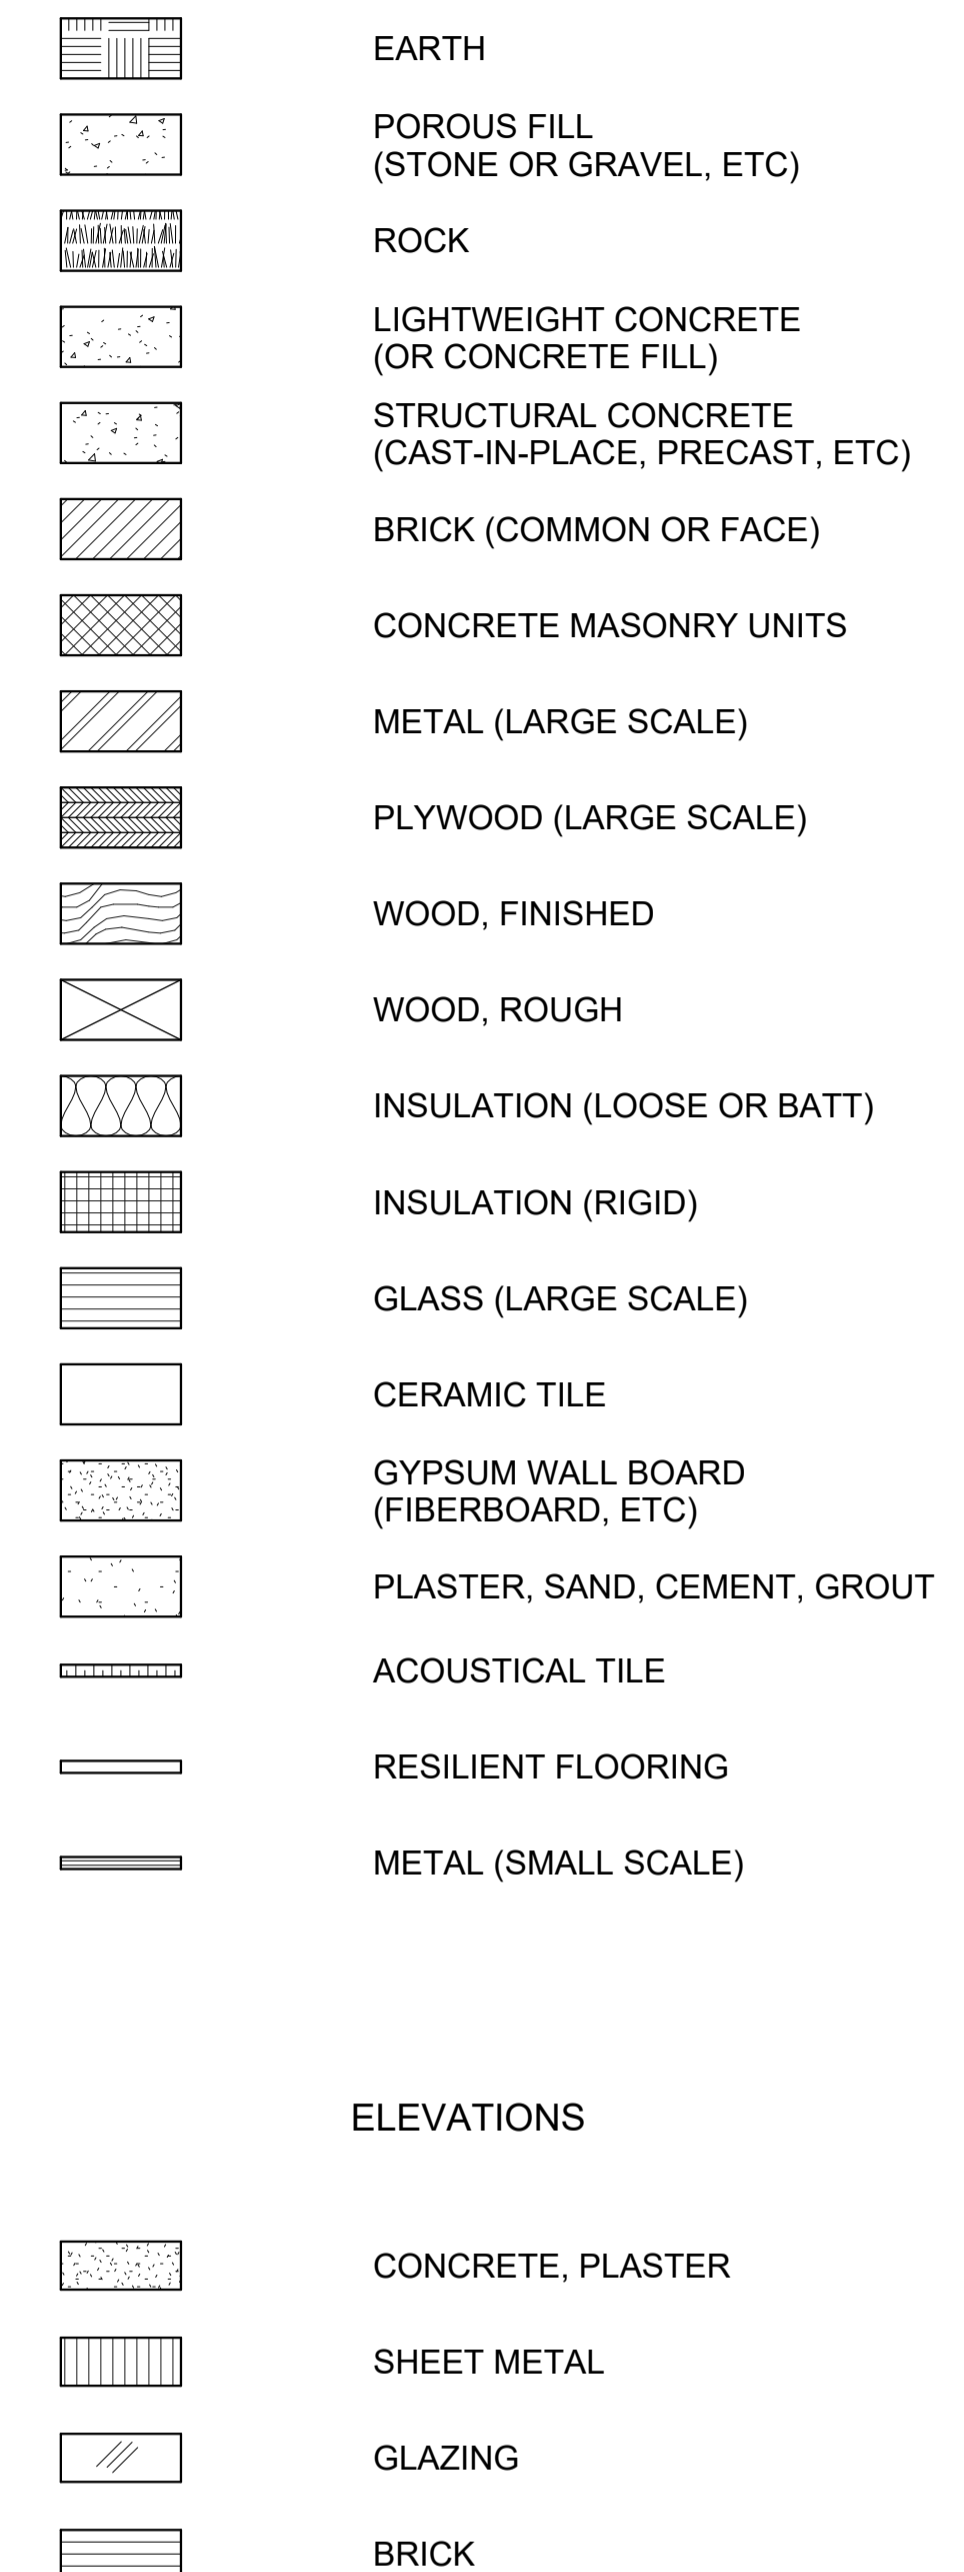 EARTH
POROUS FILL
(STONE OR GRAVEL, ETC)
ROCK
LIGHTWEIGHT CONCRETE
(OR CONCRETE FILL)
STRUCTURAL CONCRETE
(CAST-IN-PLACE, PRECAST, ETC)
BRICK (COMMON OR FACE)
CONCRETE MASONRY UNITS
METAL (LARGE SCALE)
PLYWOOD (LARGE SCALE)
WOOD, FINISHED
WOOD, ROUGH
INSULATION (LOOSE OR BATT)
INSULATION (RIGID)
GLASS (LARGE SCALE)
CERAMIC TILE
GYPSUM WALL BOARD
(FIBERBOARD, ETC)
PLASTER, SAND, CEMENT, GROUT
ACOUSTICAL TILE
RESILIENT FLOORING
METAL (SMALL SCALE)
ELEVATIONS
CONCRETE, PLASTER
SHEET METAL
GLAZING
BRICK